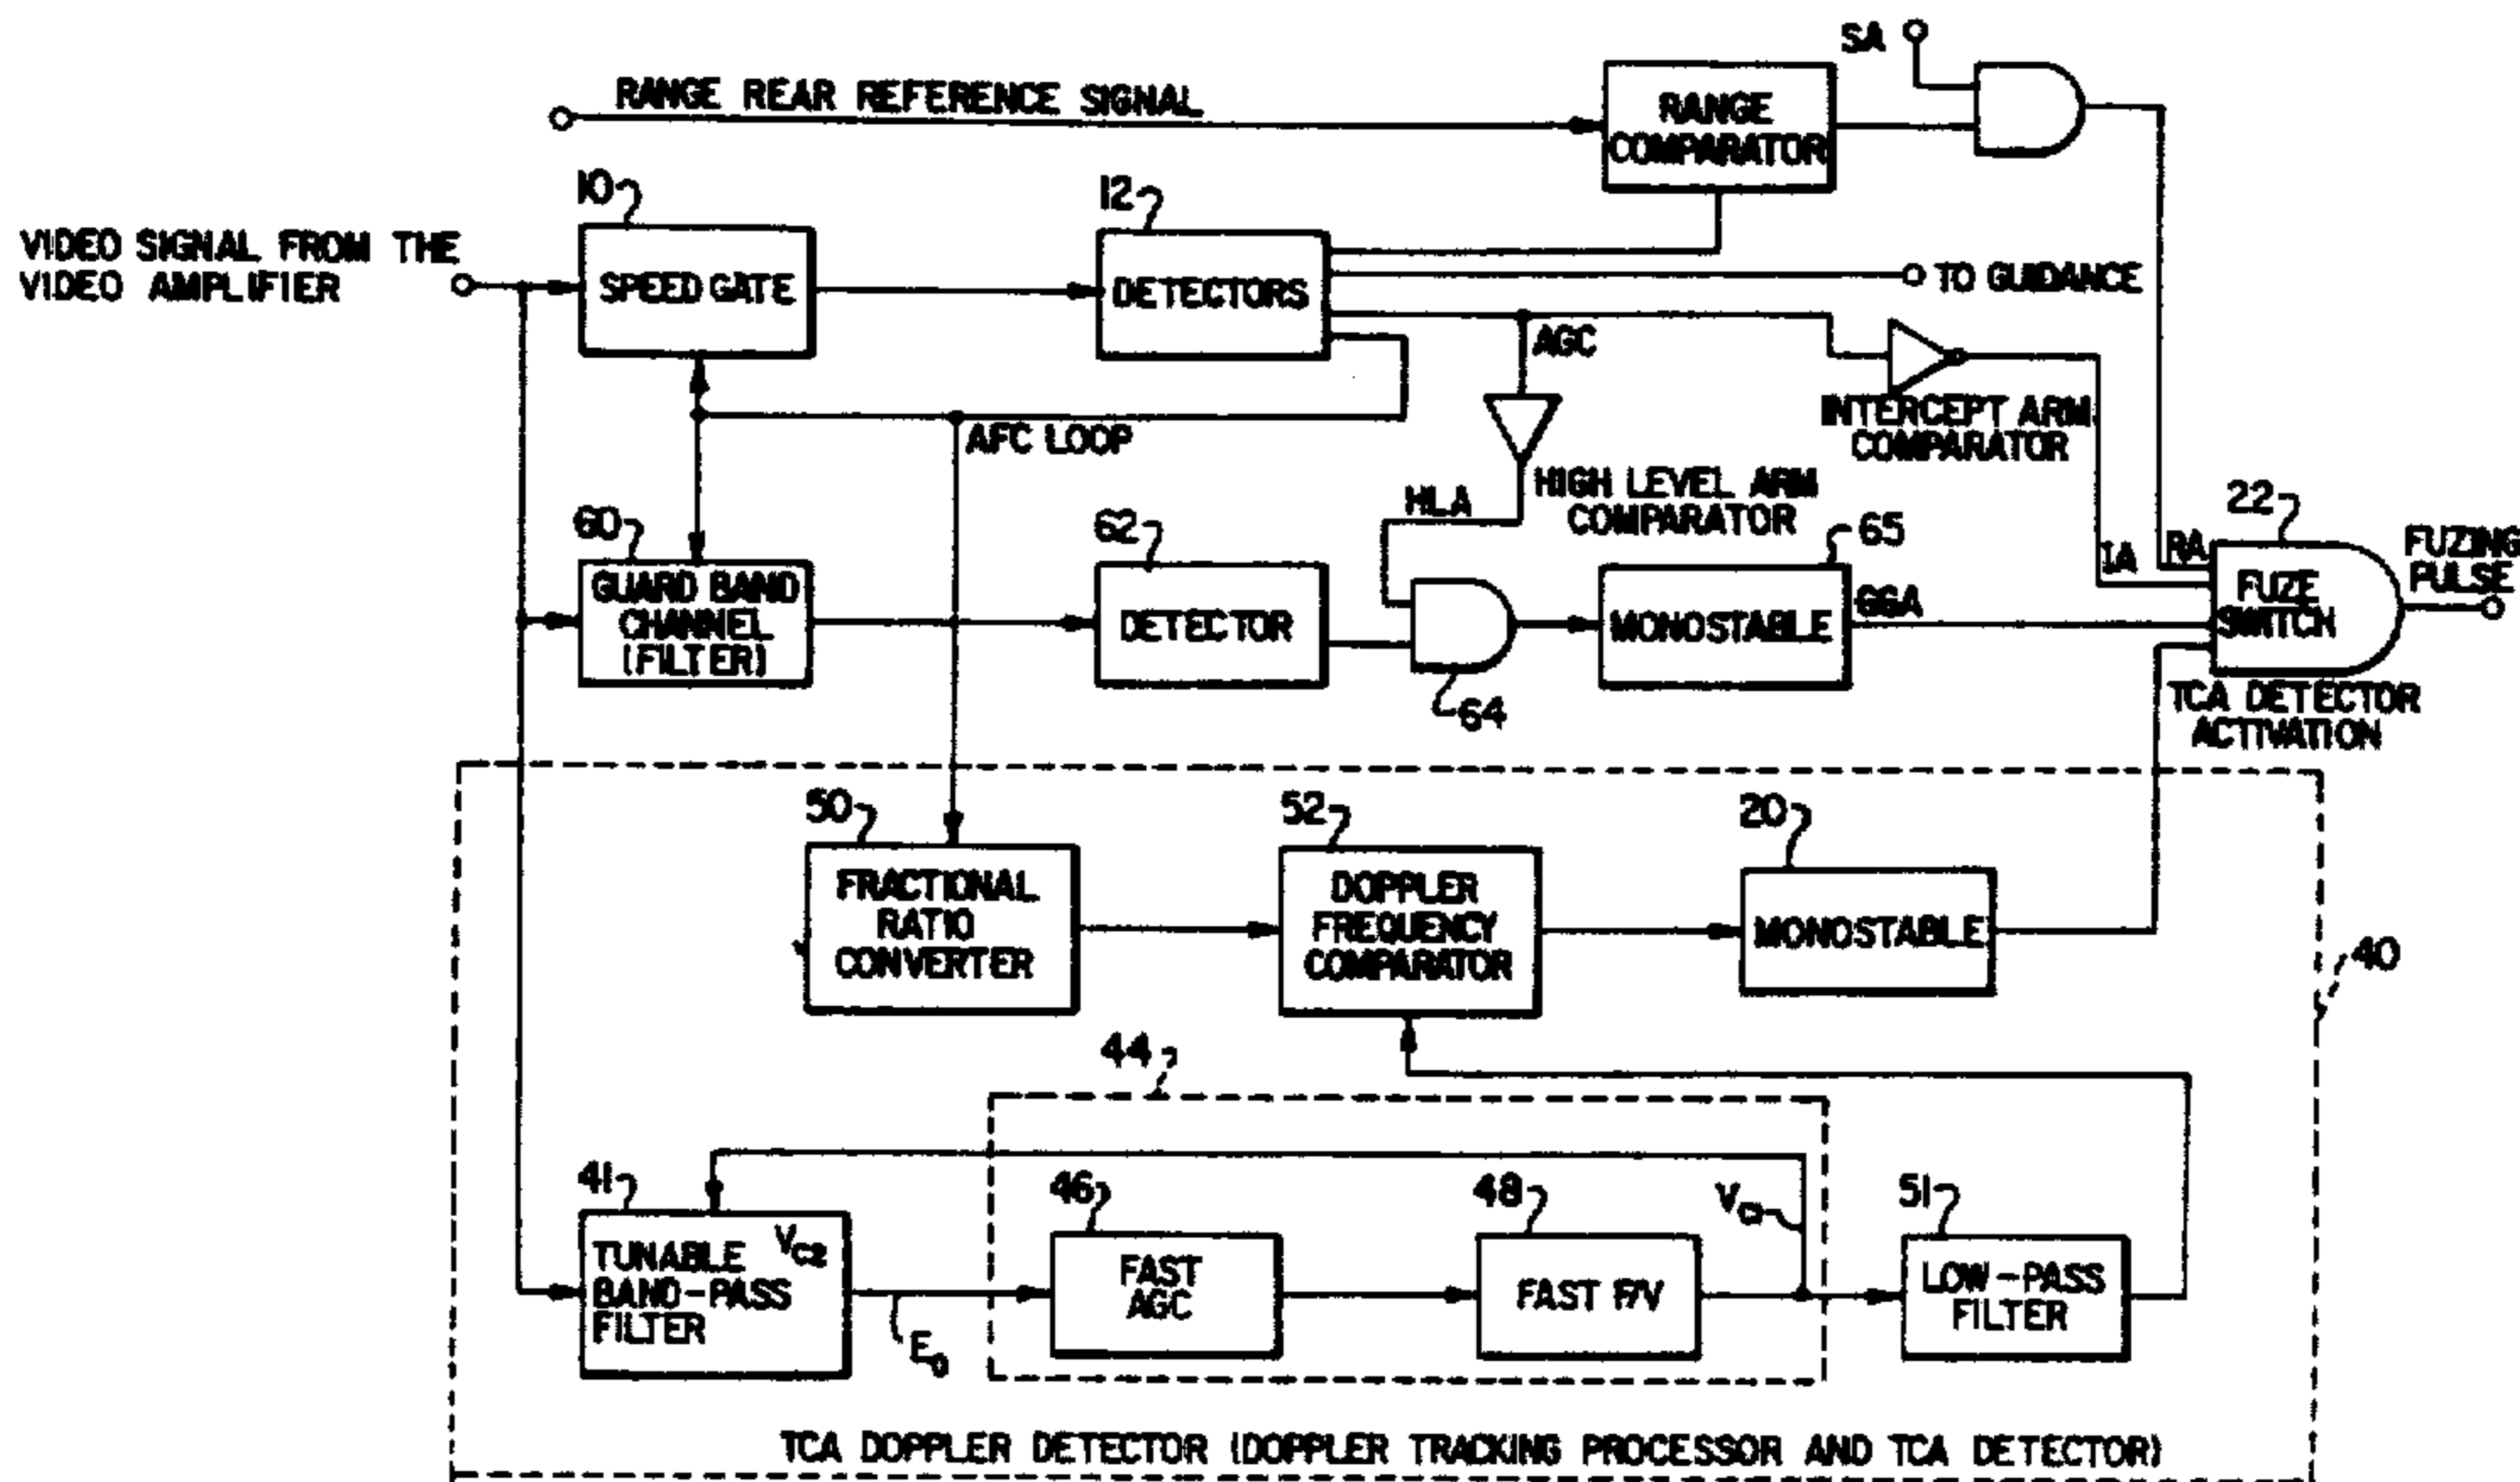 SA
RANGE REAR REFERENCE SIGNAL
RANGE
COMPARATOR
10
12
VIDEO SIGNAL FROM THE
VIDEO AMPLIFIER
SPEED GATE
DETECTORS
TO GUIDANCE
AGC
AFC LOOP
INTERCEPT ARM
COMPARATOR
HLA
HIGH LEVEL ARM
COMPARATOR
60
62
65
22
IA
RA
FUZING
PULSE
GUARD BAND
CHANNEL
(FILTER)
DETECTOR
MONOSTABLE
GGA
FUZE
SWITCH
64
TCA DETECTOR
ACTIVATION
50
52
20
FRACTIONAL
RATIO
CONVERTER
DOPPLER
FREQUENCY
COMPARATOR
MONOSTABLE
40
44
41
46
48
51
VC2
TUNABLE
BAND-PASS
FILTER
FAST
AGC
FAST F/V
LOW-PASS
FILTER
TCA DOPPLER DETECTOR (DOPPLER TRACKING PROCESSOR AND TCA DETECTOR)